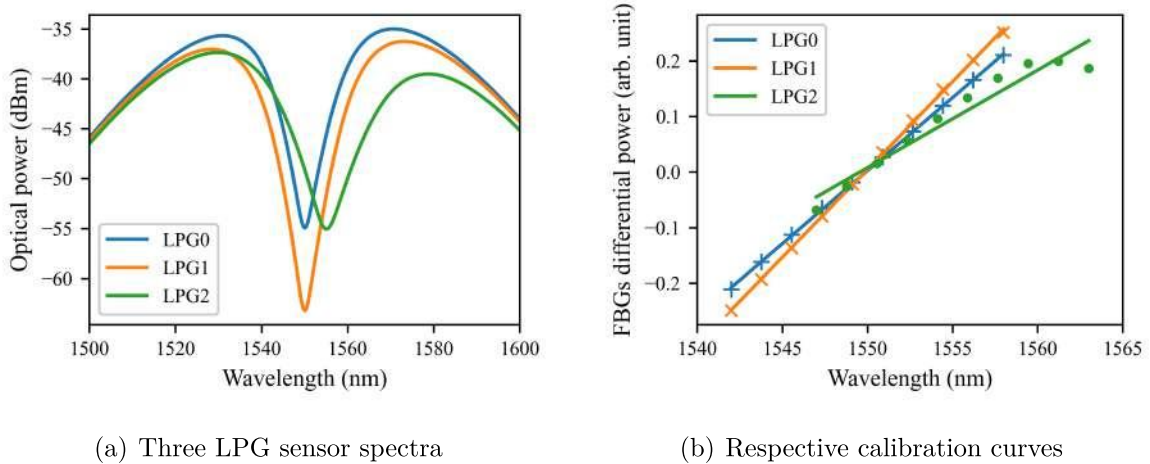 Optical power (dBm)
−35
−40
−45
−50
−55
−60
LPG0
LPG1
LPG2
1500 1520 1540 1560 1580 1600
Wavelength (nm)
(a) Three LPG sensor spectra
FBGs differential power (arb. unit)
0.2
0.1
0.0
−0.1
−0.2
LPG0
LPG1
LPG2
1540 1545 1550 1555 1560 1565
Wavelength (nm)
(b) Respective calibration curves